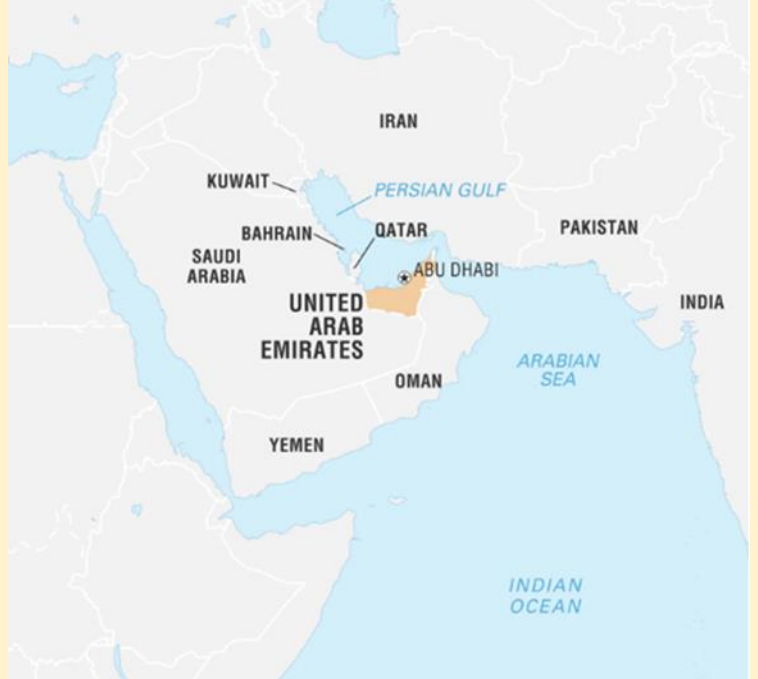 IRAN
KUWAIT
PERSIAN GULF
BAHRAIN
QATAR
PAKISTAN
SAUDI
ARABIA
ABU DHABI
UNITED
ARAB
EMIRATES
INDIA
ARABIAN
SEA
OMAN
YEMEN
INDIAN
OCEAN